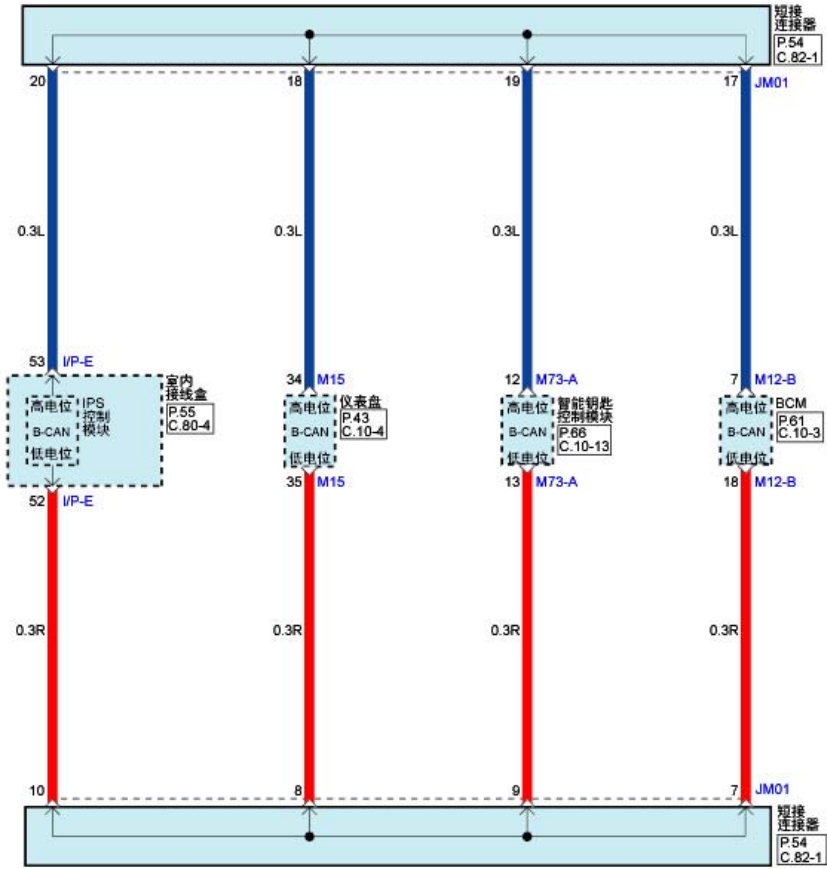 短接
连接器
P.54
C.82-1
20
18
19
17
JM01
0.3L
0.3L
0.3L
0.3L
53
I/P-E
34
M15
12
M73-A
7
M12-B
室内
接线盒
P.55
C.80-4
高电位
B-CAN
低电位
IPS
控制
模块
高电位
B-CAN
低电位
仪表盘
P.43
C.10-4
高电位
B-CAN
低电位
智能钥匙
控制模块
P.66
C.10-13
高电位
B-CAN
低电位
BCM
P.61
C.10-3
52
I/P-E
35
M15
13
M73-A
18
M12-B
0.3R
0.3R
0.3R
0.3R
10
8
9
7
JM01
短接
连接器
P.54
C.82-1